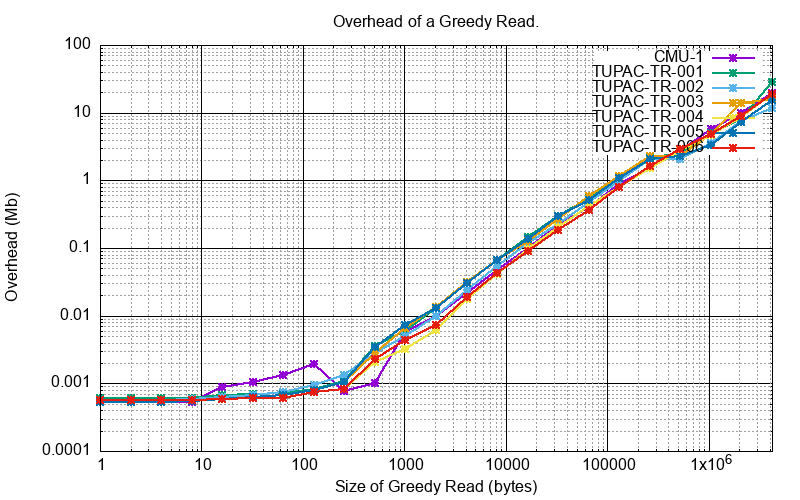 Overhead of a Greedy Read.
100
10
1
0.1
0.01
0.001
0.0001
Overhead (Mb)
CMU-1
TUPAC-TR-001
TUPAC-TR-002
TUPAC-TR-003
TUPAC-TR-004
TUPAC-TR-005
TUPAC-TR-006
1 10 100 1000 10000 100000 1x10⁶
Size of Greedy Read (bytes)